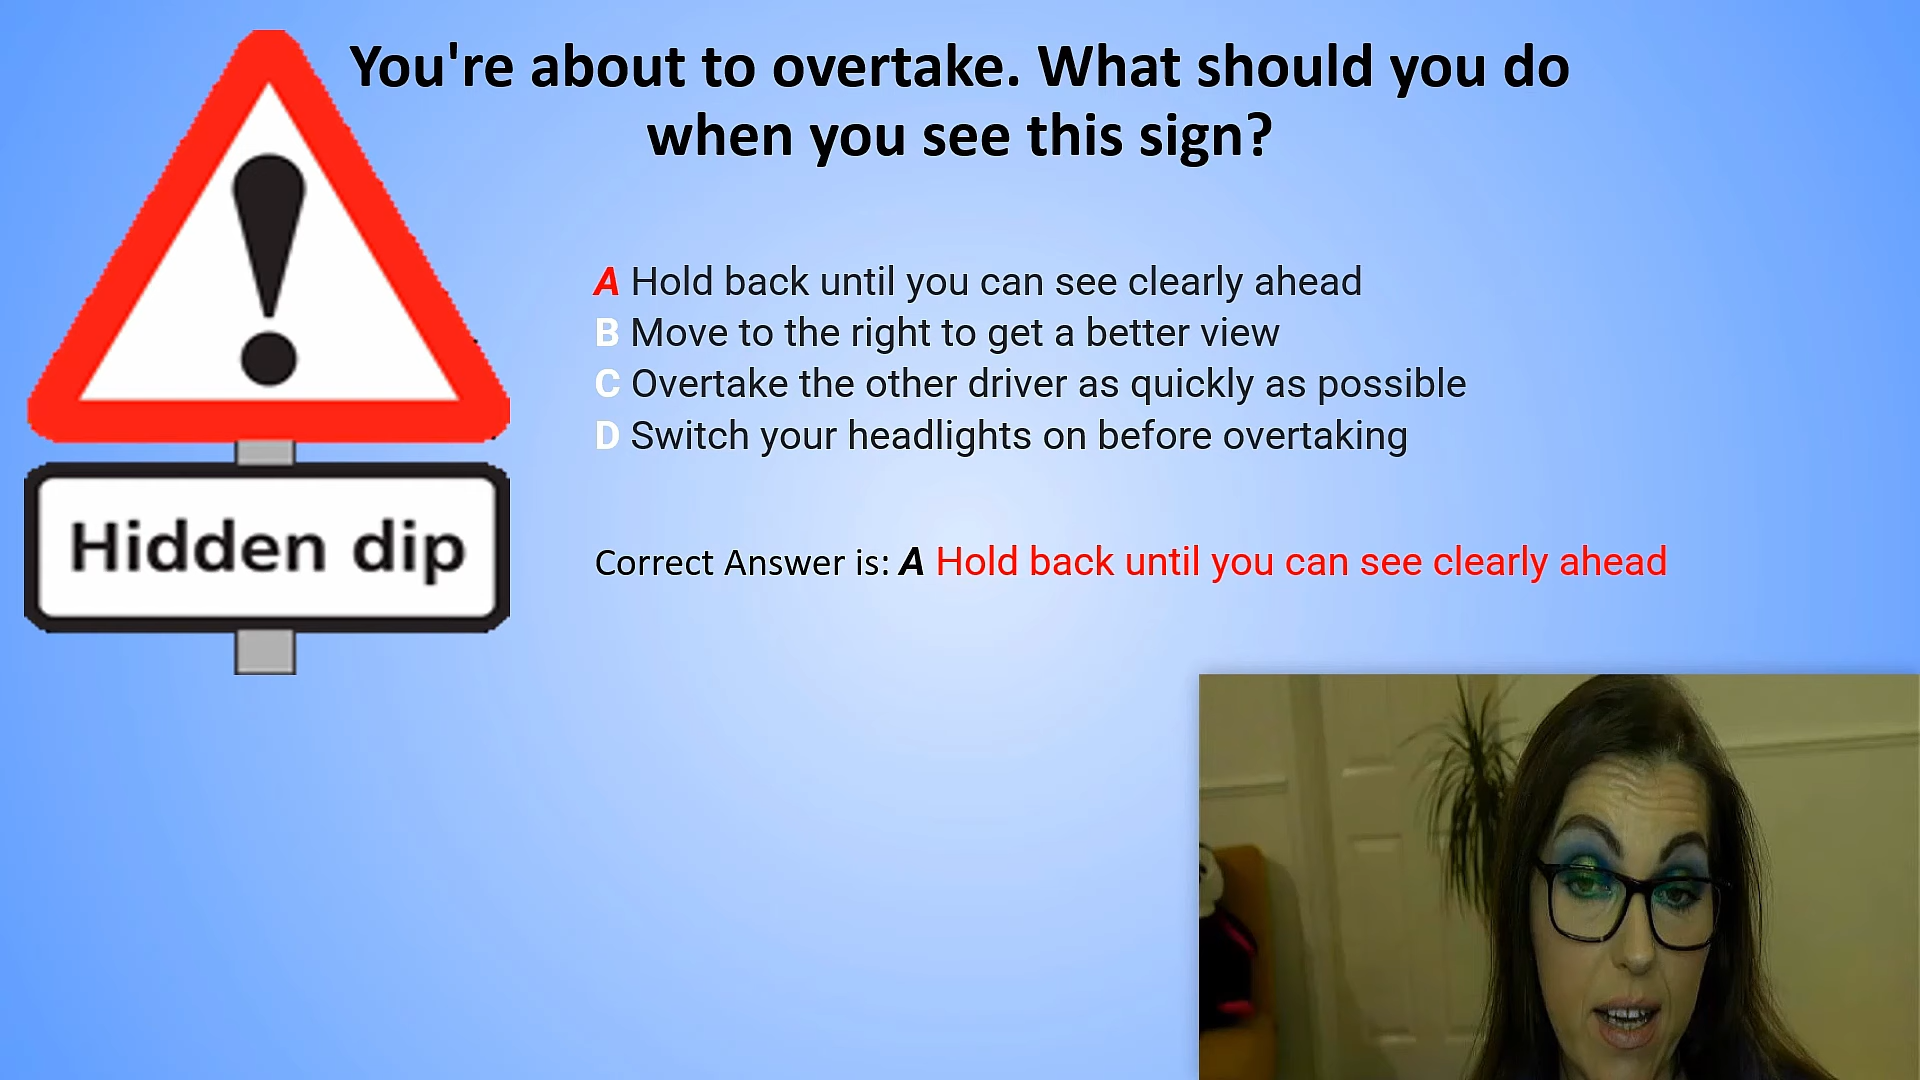 You're about to overtake. What should you do
when you see this sign?
A Hold back until you can see clearly ahead
B Move to the right to get a better view
C Overtake the other driver as quickly as possible
D Switch your headlights on before overtaking
Hidden dip
Correct Answer is: A Hold back until you can see clearly ahead